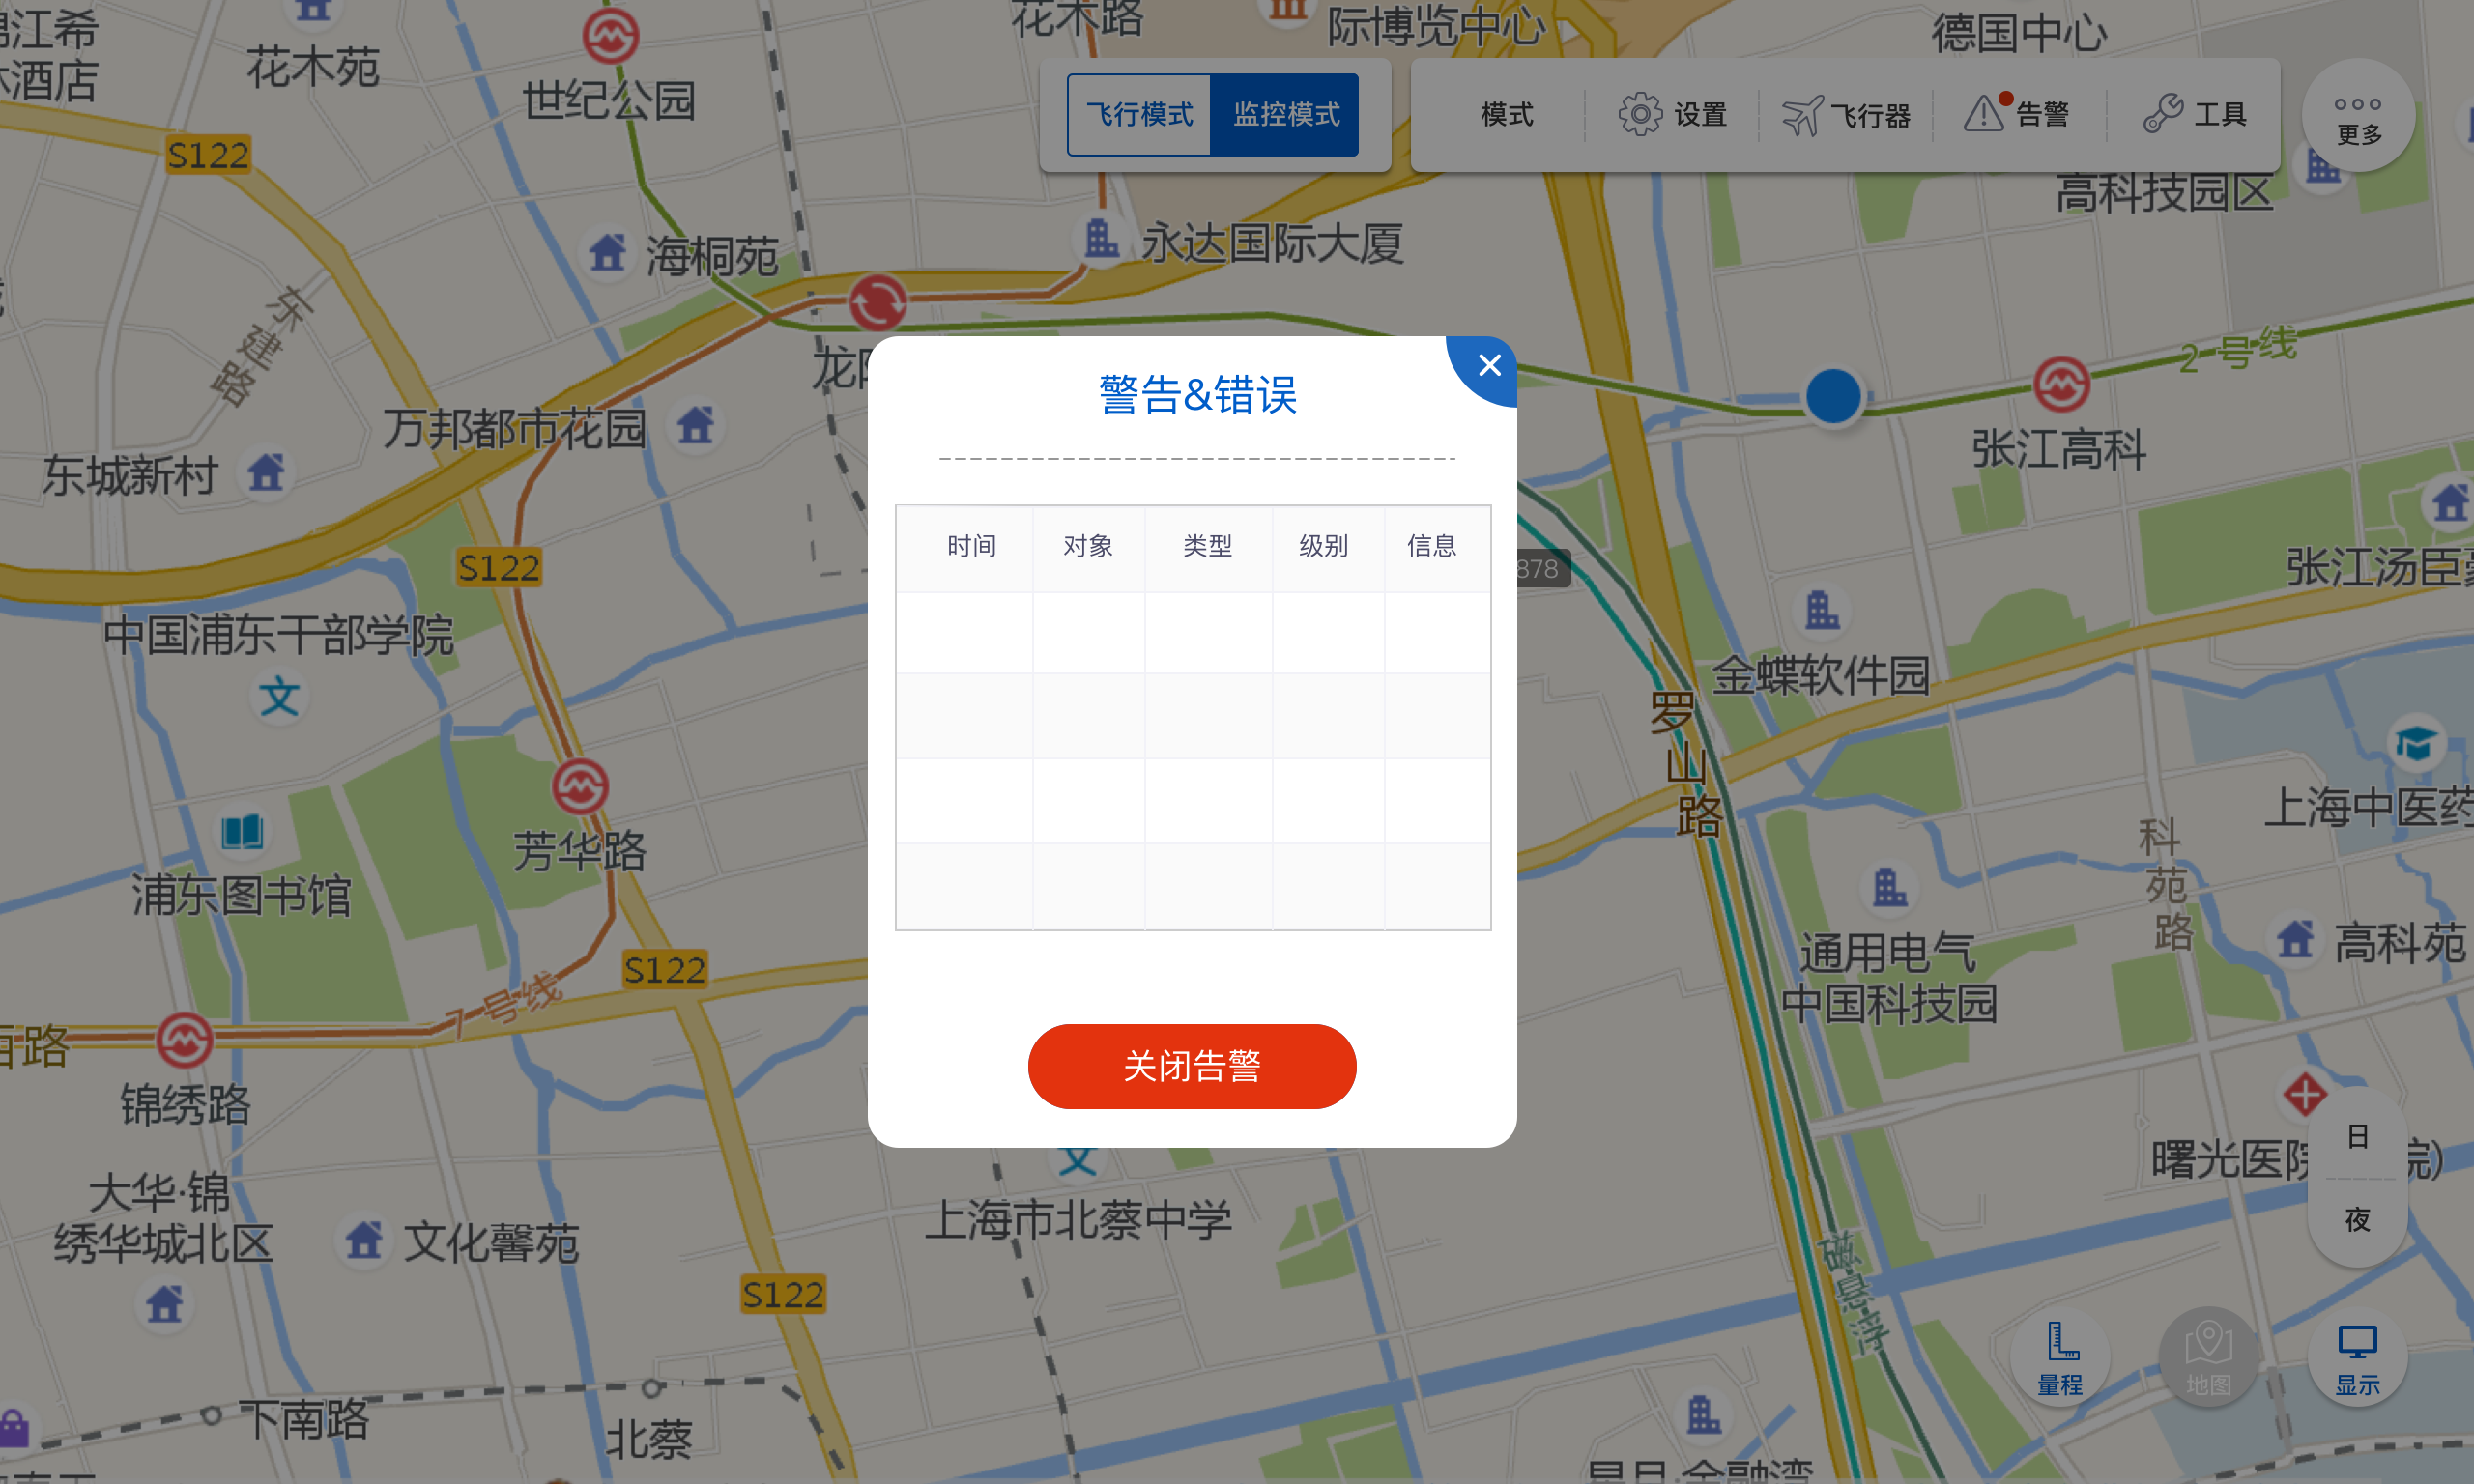 锦江希
花木苑
世纪公园
花木路
际博览中心
德国中心
酒店
飞行模式
监控模式
模式
设置
飞行器
告警
工具
更多
S122
高科技园区
海桐苑
永达国际大厦
东建路
2号线
警告&错误
万邦都市花园
东城新村
张江高科
时间
对象
类型
级别
信息
878
S122
张江汤臣豪
中国浦东干部学院
金蝶软件园
罗山路
上海中医药
芳华路
科苑路
浦东图书馆
高科苑
通用电气
中国科技园
S122
7号线
关闭告警
锦绣路
日
曙光医院
院)
大华·锦
绣华城北区
文化馨苑
上海市北蔡中学
夜
磁悬浮
S122
量程
地图
显示
下南路
北蔡